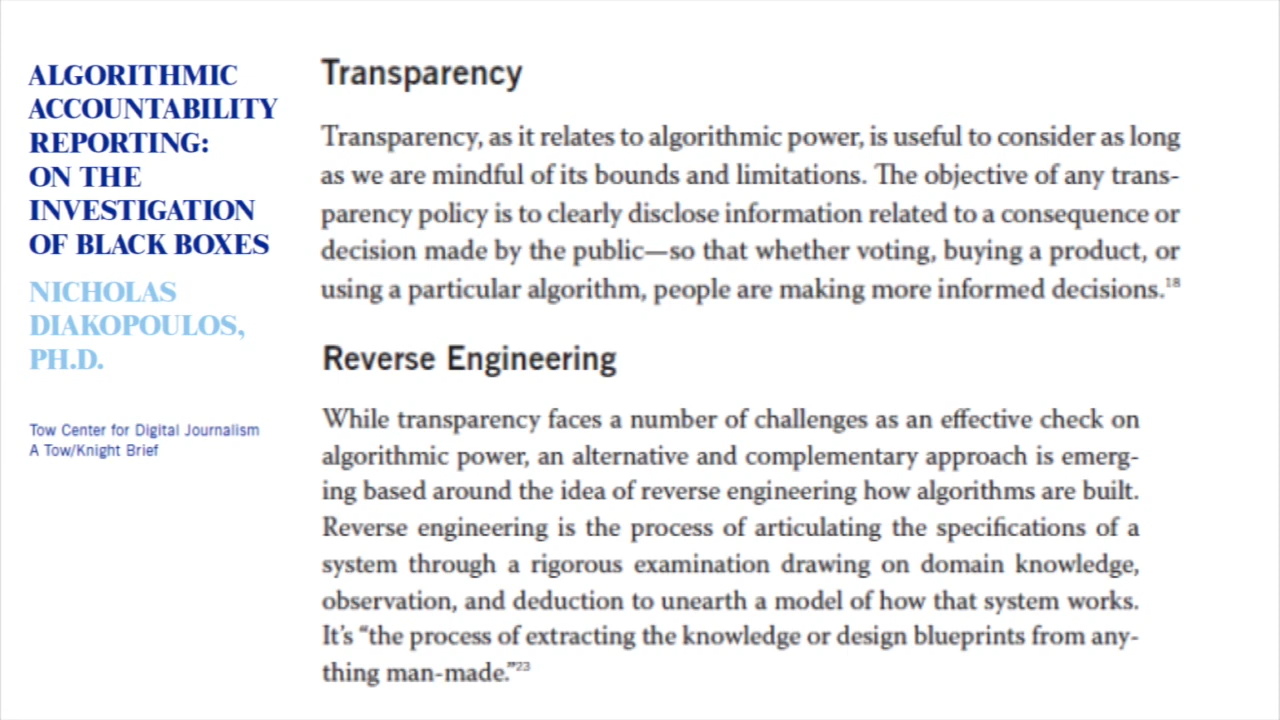 ALGORITHMIC
ACCOUNTABILITY
REPORTING:
ON THE
INVESTIGATION
OF BLACK BOXES
NICHOLAS
DIAKOPOULOS,
PH.D.
Tow Center for Digital Journalism
A Tow/Knight Brief
Transparency
Transparency, as it relates to algorithmic power, is useful to consider as long
as we are mindful of its bounds and limitations. The objective of any trans-
parency policy is to clearly disclose information related to a consequence or
decision made by the public—so that whether voting, buying a product, or
using a particular algorithm, people are making more informed decisions.18
Reverse Engineering
While transparency faces a number of challenges as an effective check on
algorithmic power, an alternative and complementary approach is emerg-
ing based around the idea of reverse engineering how algorithms are built.
Reverse engineering is the process of articulating the specifications of a
system through a rigorous examination drawing on domain knowledge,
observation, and deduction to unearth a model of how that system works.
It's “the process of extracting the knowledge or design blueprints from any-
thing man-made.”23